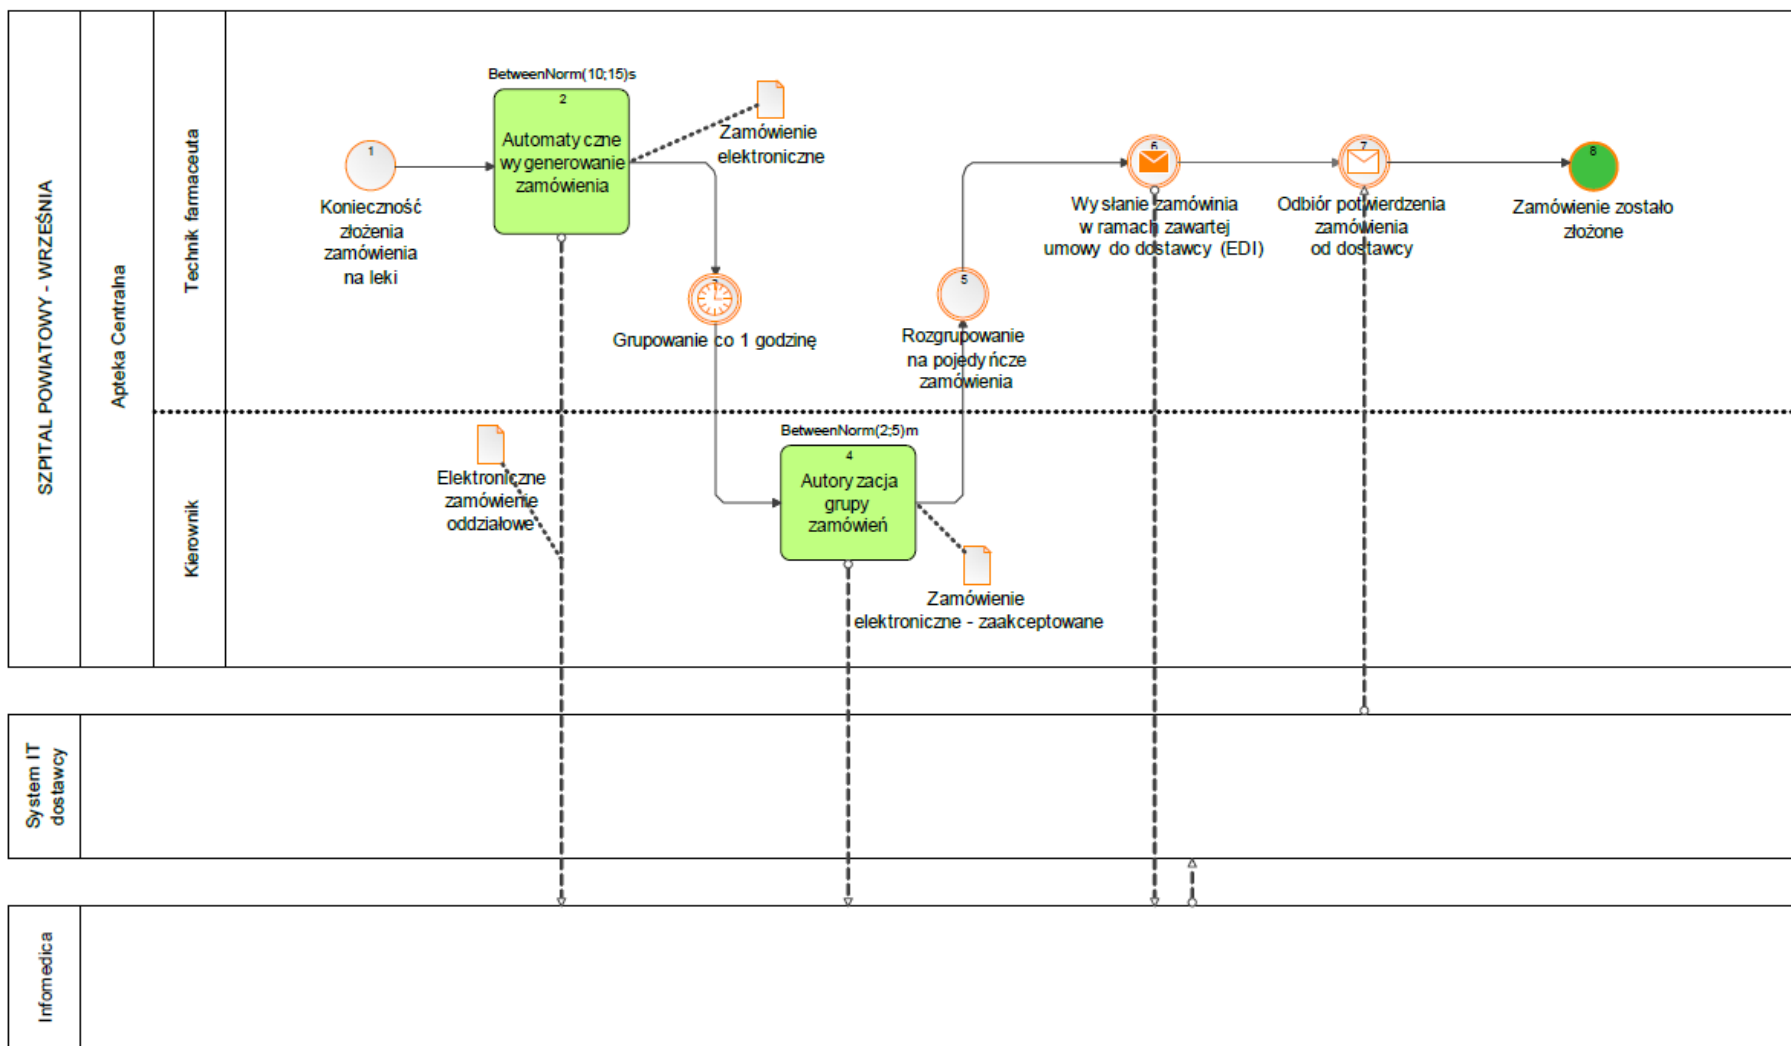 SZPITAL POWIATOWY - WRZEŚNIA
Apteka Centralna
Technik farmaceuta
Kierownik
1
Konieczność
złożenia
zamówienia
na leki
BetweenNorm(10;15)s
2
Automatyczne
wygenerowanie
zamówienia
Zamówienie
elektroniczne
Grupowanie co 1 godzinę
5
Rozgrupowanie
na pojedyńcze
zamówienia
6
Wysłanie zamówinia
w ramach zawartej
umowy do dostawcy (EDI)
7
Odbiór potwierdzenia
zamówienia
od dostawcy
8
Zamówienie zostało
złożone
Elektroniczne
zamówienie
oddziałowe
BetweenNorm(2;5)m
4
Autoryzacja
grupy
zamówień
Zamówienie
elektroniczne - zaakceptowane
System IT
dostawcy
Infomedica